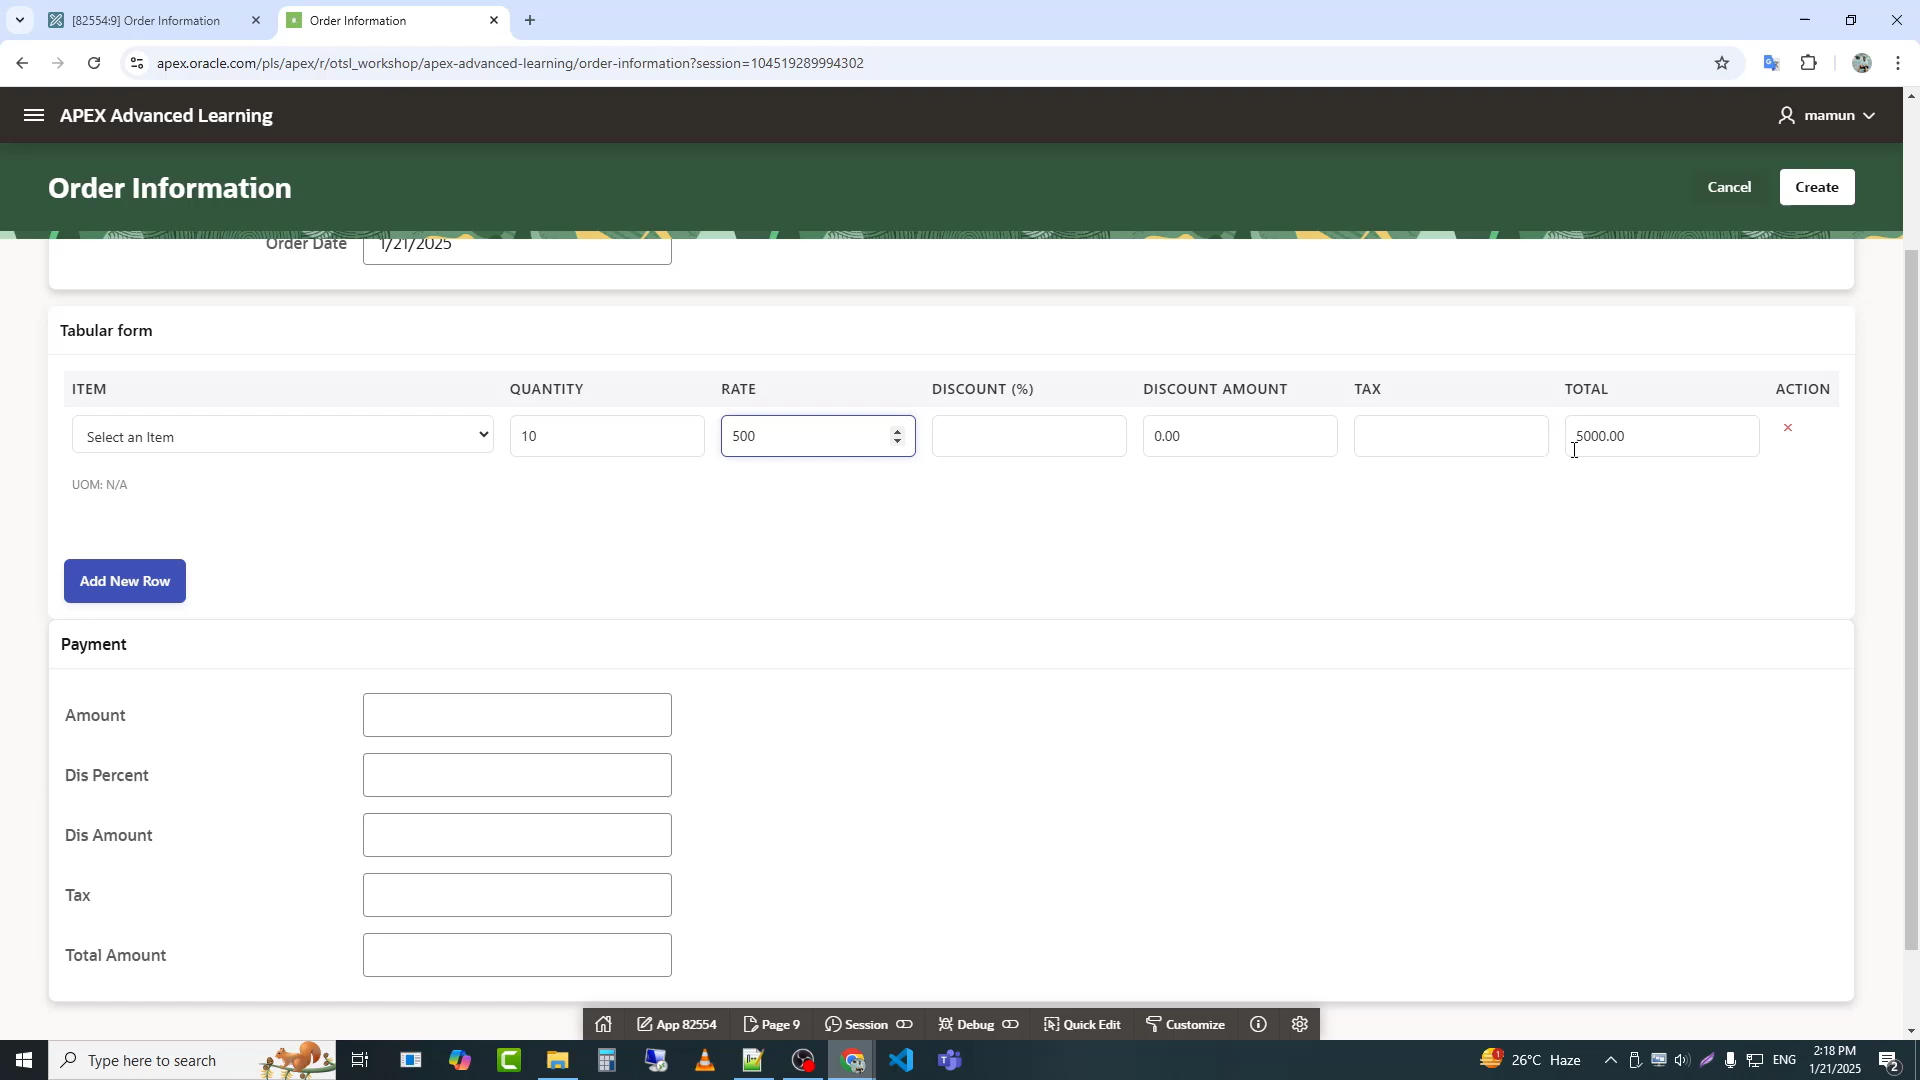 [82554:9] Order Information
Order Information
apex.oracle.com/pls/apex/r/otsl_workshop/apex-advanced-learning/order-information?session=104519289994302
APEX Advanced Learning
mamun
Order Information
Cancel
Create
Order Date
1/21/2025
Tabular form
ITEM QUANTITY RATE DISCOUNT (%) DISCOUNT AMOUNT TAX TOTAL ACTION
Select an Item 10 500 0.00 5000.00 ×
UOM: N/A
Add New Row
Payment
Amount
Dis Percent
Dis Amount
Tax
Total Amount
App 82554 Page 9 Session Debug Quick Edit Customize
Type here to search
26°C Haze
ENG
2:18 PM
1/21/2025
2